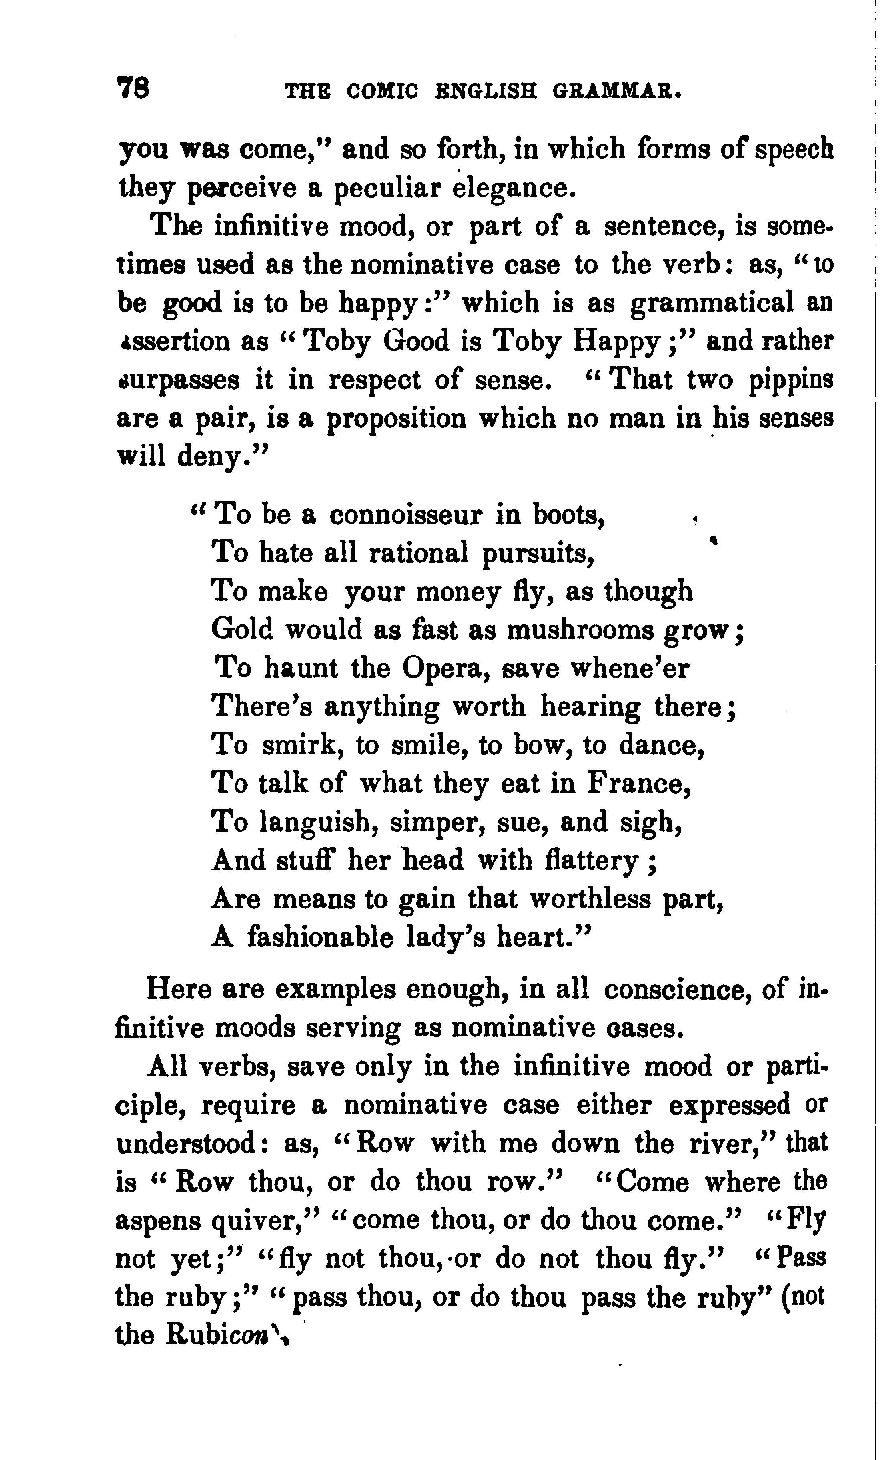 78 THE COMIC ENGLISH GRAMMAR.
you was come,” and so forth, in which forms of speech
they perceive a peculiar elegance.
The infinitive mood, or part of a sentence, is some-
times used as the nominative case to the verb: as, “to
be good is to be happy:” which is as grammatical an
assertion as “Toby Good is Toby Happy;” and rather
surpasses it in respect of sense. “That two pippins
are a pair, is a proposition which no man in his senses
will deny.”
“To be a connoisseur in boots,
To hate all rational pursuits,
To make your money fly, as though
Gold would as fast as mushrooms grow;
To haunt the Opera, save whene’er
There’s anything worth hearing there;
To smirk, to smile, to bow, to dance,
To talk of what they eat in France,
To languish, simper, sue, and sigh,
And stuff her head with flattery;
Are means to gain that worthless part,
A fashionable lady’s heart.”
Here are examples enough, in all conscience, of in-
finitive moods serving as nominative cases.
All verbs, save only in the infinitive mood or parti-
ciple, require a nominative case either expressed or
understood: as, “Row with me down the river,” that
is “Row thou, or do thou row.” “Come where the
aspens quiver,” “come thou, or do thou come.” “Fly
not yet;” “fly not thou, or do not thou fly.” “Pass
the ruby;” “pass thou, or do thou pass the ruby” (not
the Rubicon).